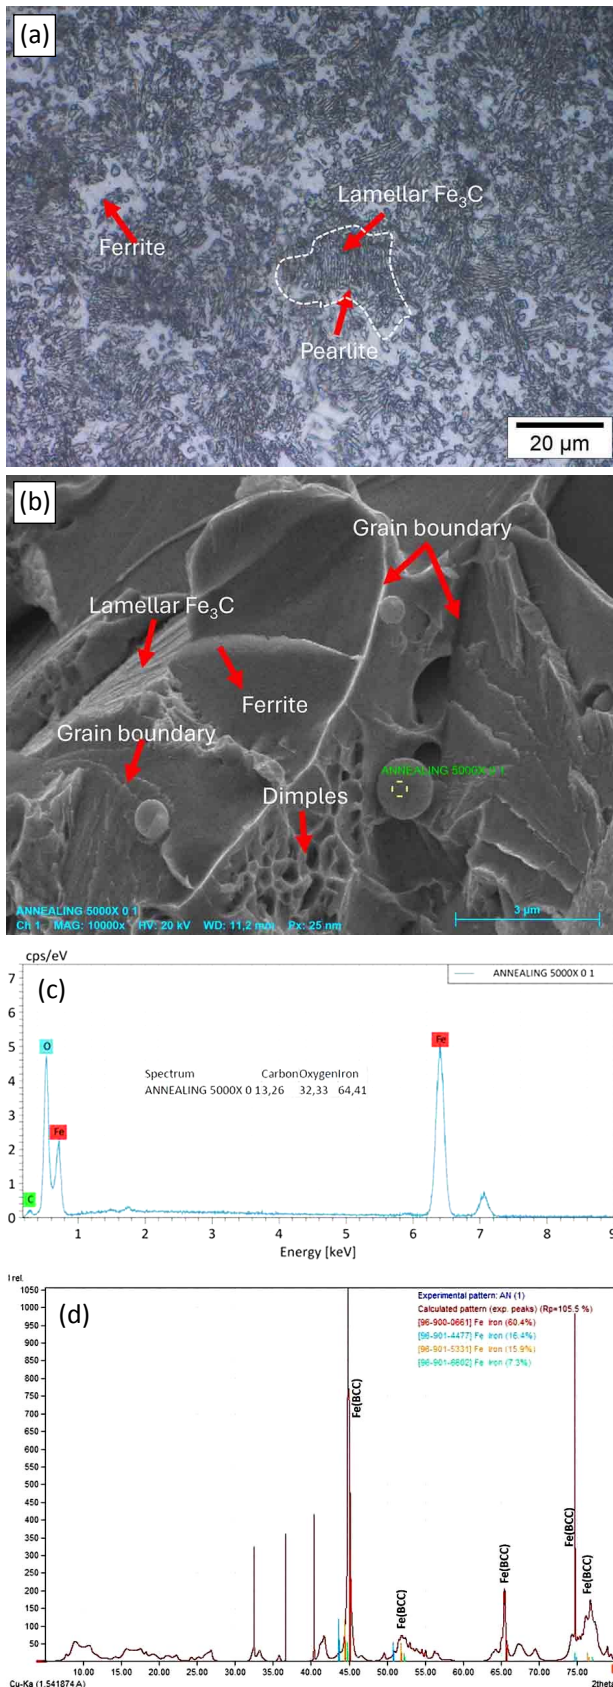 (a)
Lamellar Fe₃C
Ferrite
Pearlite
20 µm
(b)
Grain boundary
Lamellar Fe₃C
Ferrite
Grain boundary
ANNEALING 5000X 0 1
Dimples
ANNEALING 5000X 0 1
Ch 1 MAG: 10000x HV: 20 kV WD: 11,2 mm Px: 25 nm
3 µm
cps/eV
(c)
ANNEALING 5000X 0 1
7
6
5
4
3
2
1
0
O
Fe
C
Fe
Spectrum CarbonOxygenIron
ANNEALING 5000X 0 13,26 32,33 64,41
1 2 3 4 5 6 7 8 9
Energy [keV]
I rel.
(d)
Experimental pattern: AN (1)
Calculated pattern (exp. peaks) (Rp=105.5 %)
[96-900-0661] Fe Iron (60.4%)
[96-901-4477] Fe Iron (16.4%)
[96-901-5331] Fe Iron (15.9%)
[96-901-6602] Fe Iron (7.3%)
1050
1000
950
900
850
800
750
700
650
600
550
500
450
400
350
300
250
200
150
100
50
Fe(BCC)
Fe(BCC)
Fe(BCC)
Fe(BCC)
Fe(BCC)
10.00 15.00 20.00 25.00 30.00 35.00 40.00 45.00 50.00 55.00 60.00 65.00 70.00 75.00
Cu-Ka (1.541874 A) 2theta